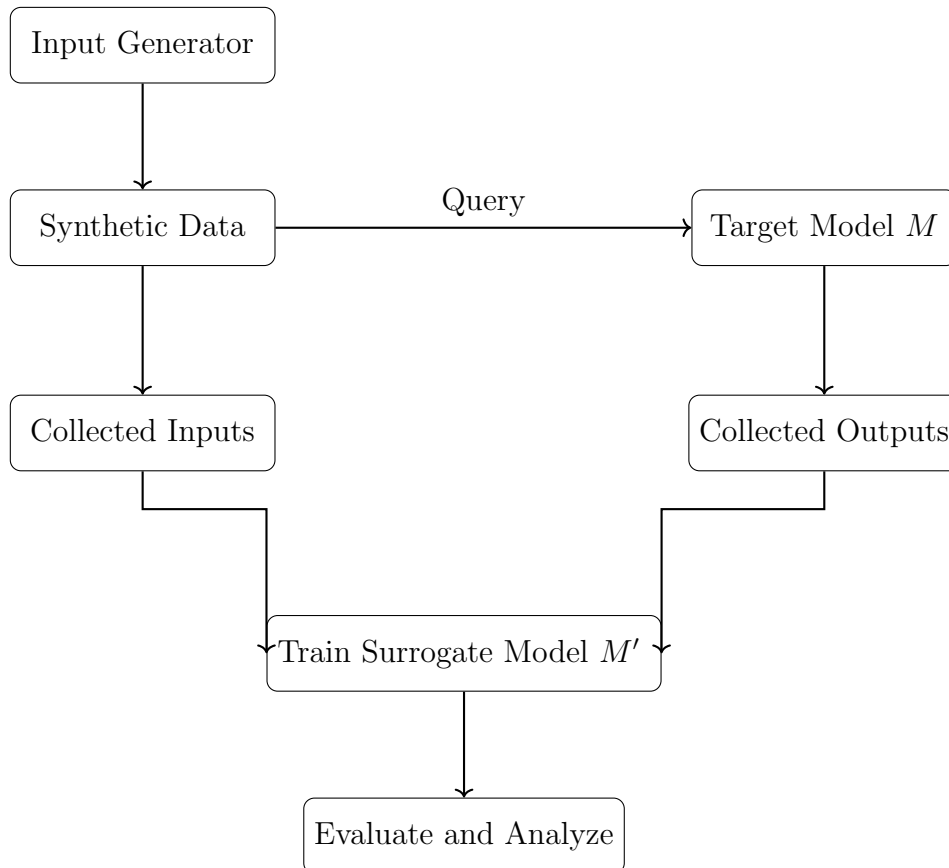 Input Generator
Query
Synthetic Data
Target Model M
Collected Inputs
Collected Outputs
Train Surrogate Model M′
Evaluate and Analyze